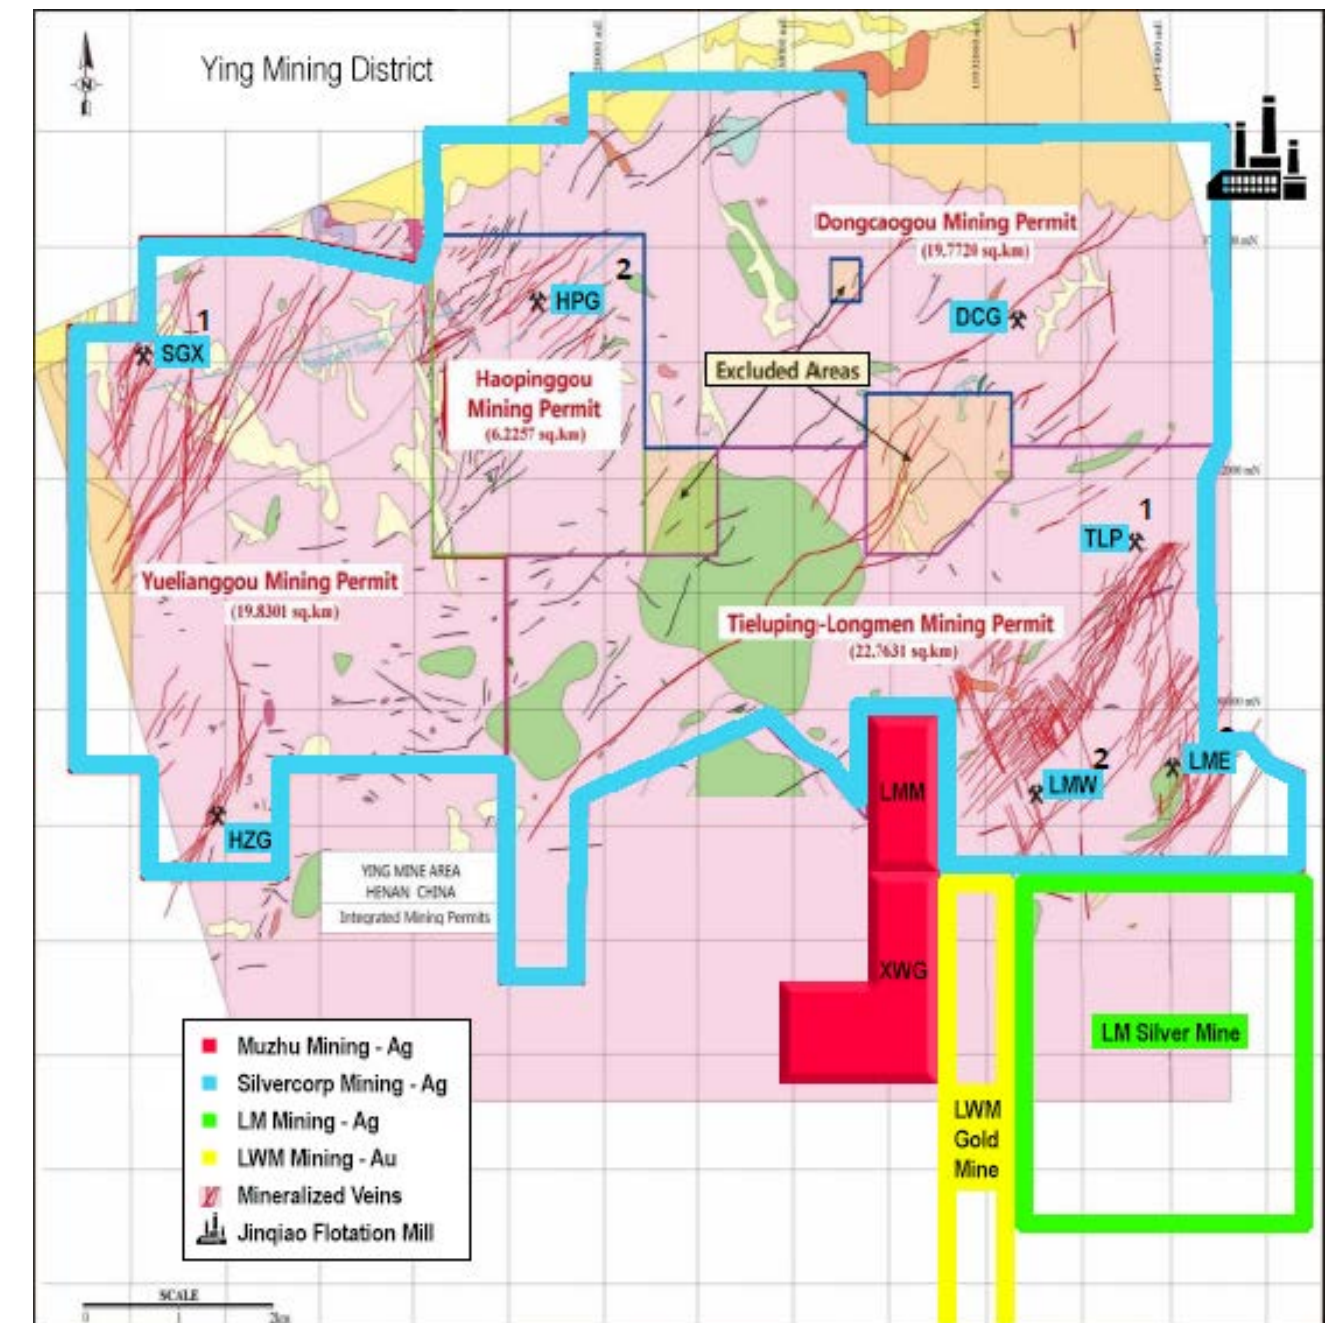 Ying Mining District
N
Dongcaogou Mining Permit
(19.7720 sq.km)
2
HPG
1
SGX
DCG
Excluded Areas
Haopinggou
Mining Permit
(6.2257 sq.km)
1
TLP
Yuelianggou Mining Permit
(19.8301 sq.km)
Tieluping-Longmen Mining Permit
(22.7631 sq.km)
LME
2
LMW
LMM
HZG
YING MINE AREA
HENAN CHINA
Integrated Mining Permits
XWG
LM Silver Mine
Muzhu Mining - Ag
Silvercorp Mining - Ag
LM Mining - Ag
LWM Mining - Au
Mineralized Veins
Jinqiao Flotation Mill
LWM
Gold
Mine
SCALE
0 1 2km